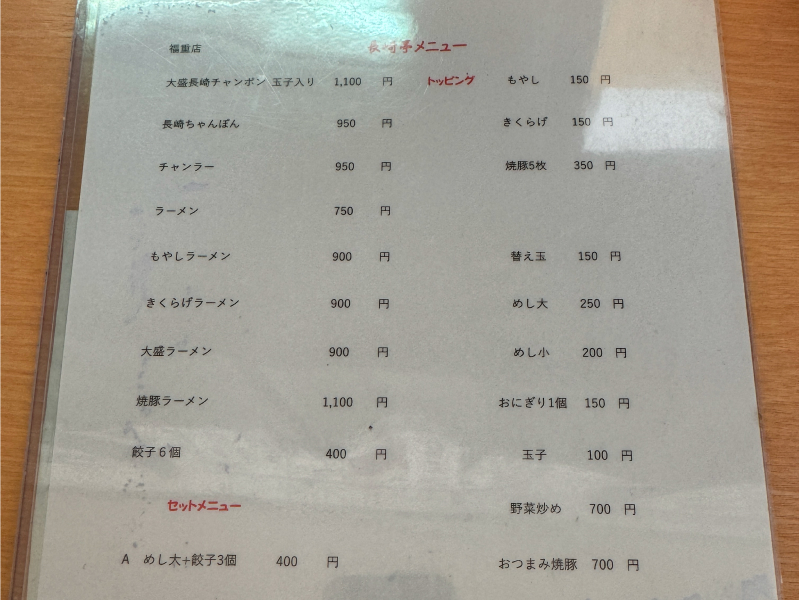 福重店
長崎亭メニュー
大盛長崎チャンポン 玉子入り 1,100 円
長崎ちゃんぽん 950 円
チャンラー 950 円
ラーメン 750 円
もやしラーメン 900 円
きくらげラーメン 900 円
大盛ラーメン 900 円
焼豚ラーメン 1,100 円
餃子6個 400 円
セットメニュー
A めし大+餃子3個 400 円
トッピング もやし 150 円
きくらげ 150 円
焼豚5枚 350 円
替え玉 150 円
めし大 250 円
めし小 200 円
おにぎり1個 150 円
玉子 100 円
野菜炒め 700 円
おつまみ焼豚 700 円